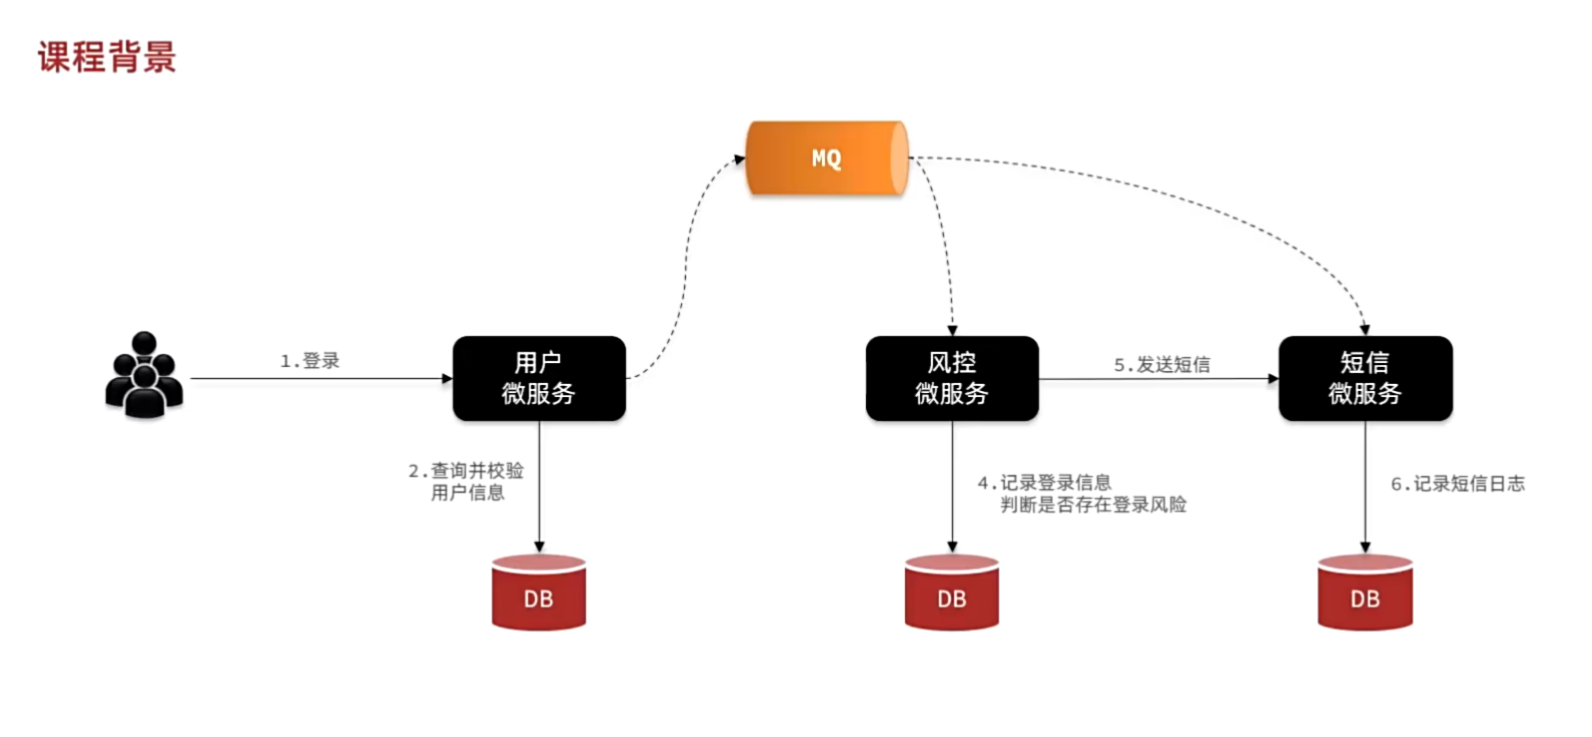 课程背景
MQ
1.登录
用户
微服务
风控
微服务
5.发送短信
短信
微服务
2.查询并校验
用户信息
4.记录登录信息
判断是否存在登录风险
6.记录短信日志
DB
DB
DB